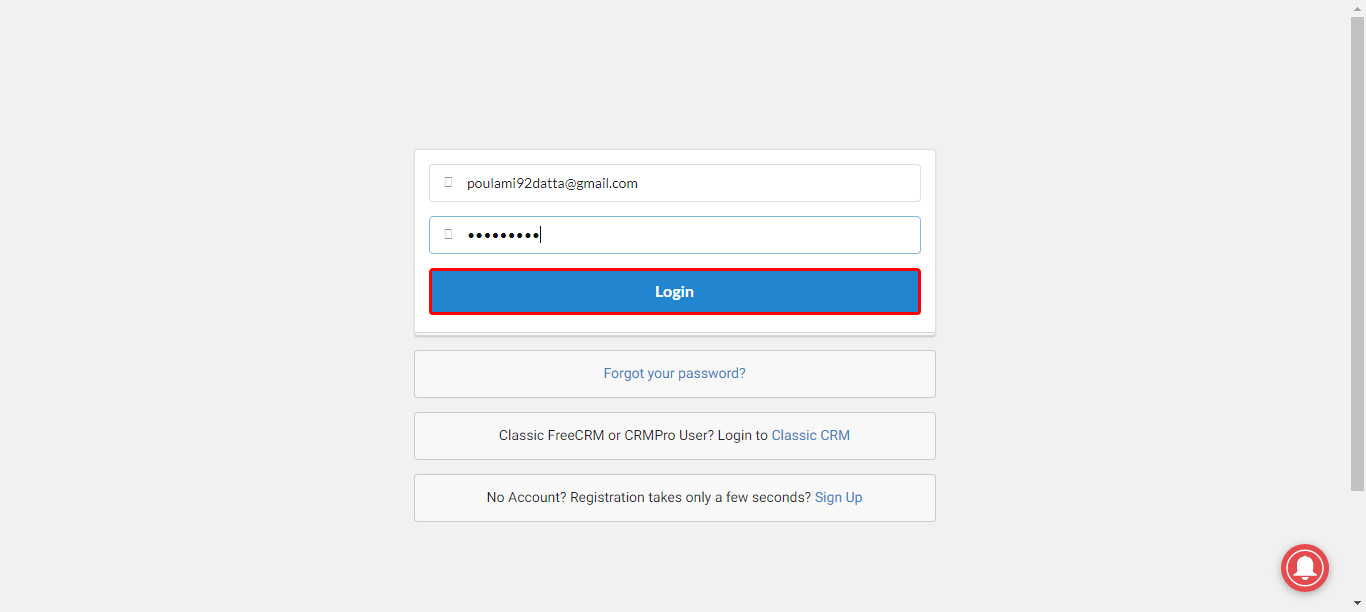 poulami92datta@gmail.com
•••••••••
Login
Forgot your password?
Classic FreeCRM or CRMPro User? Login to Classic CRM
No Account? Registration takes only a few seconds? Sign Up